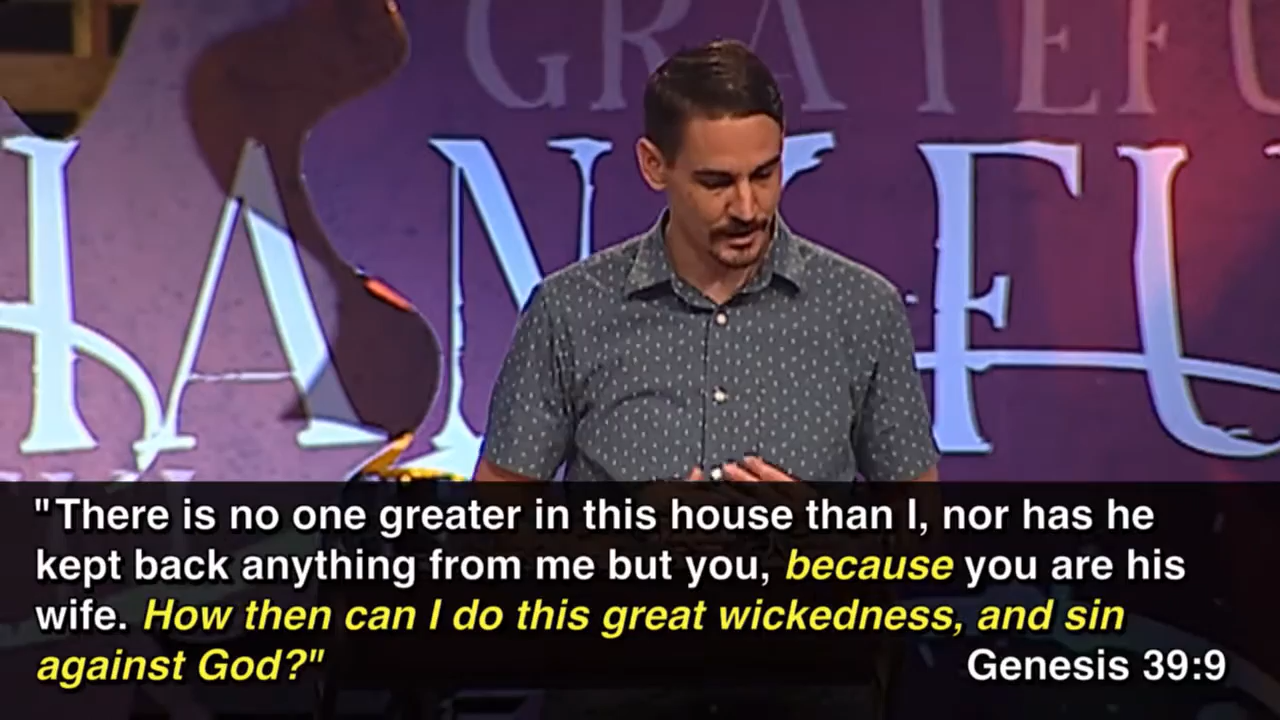 GRATEFU
HANKFU
"There is no one greater in this house than I, nor has he
kept back anything from me but you, because you are his
wife. How then can I do this great wickedness, and sin
against God?"
Genesis 39:9